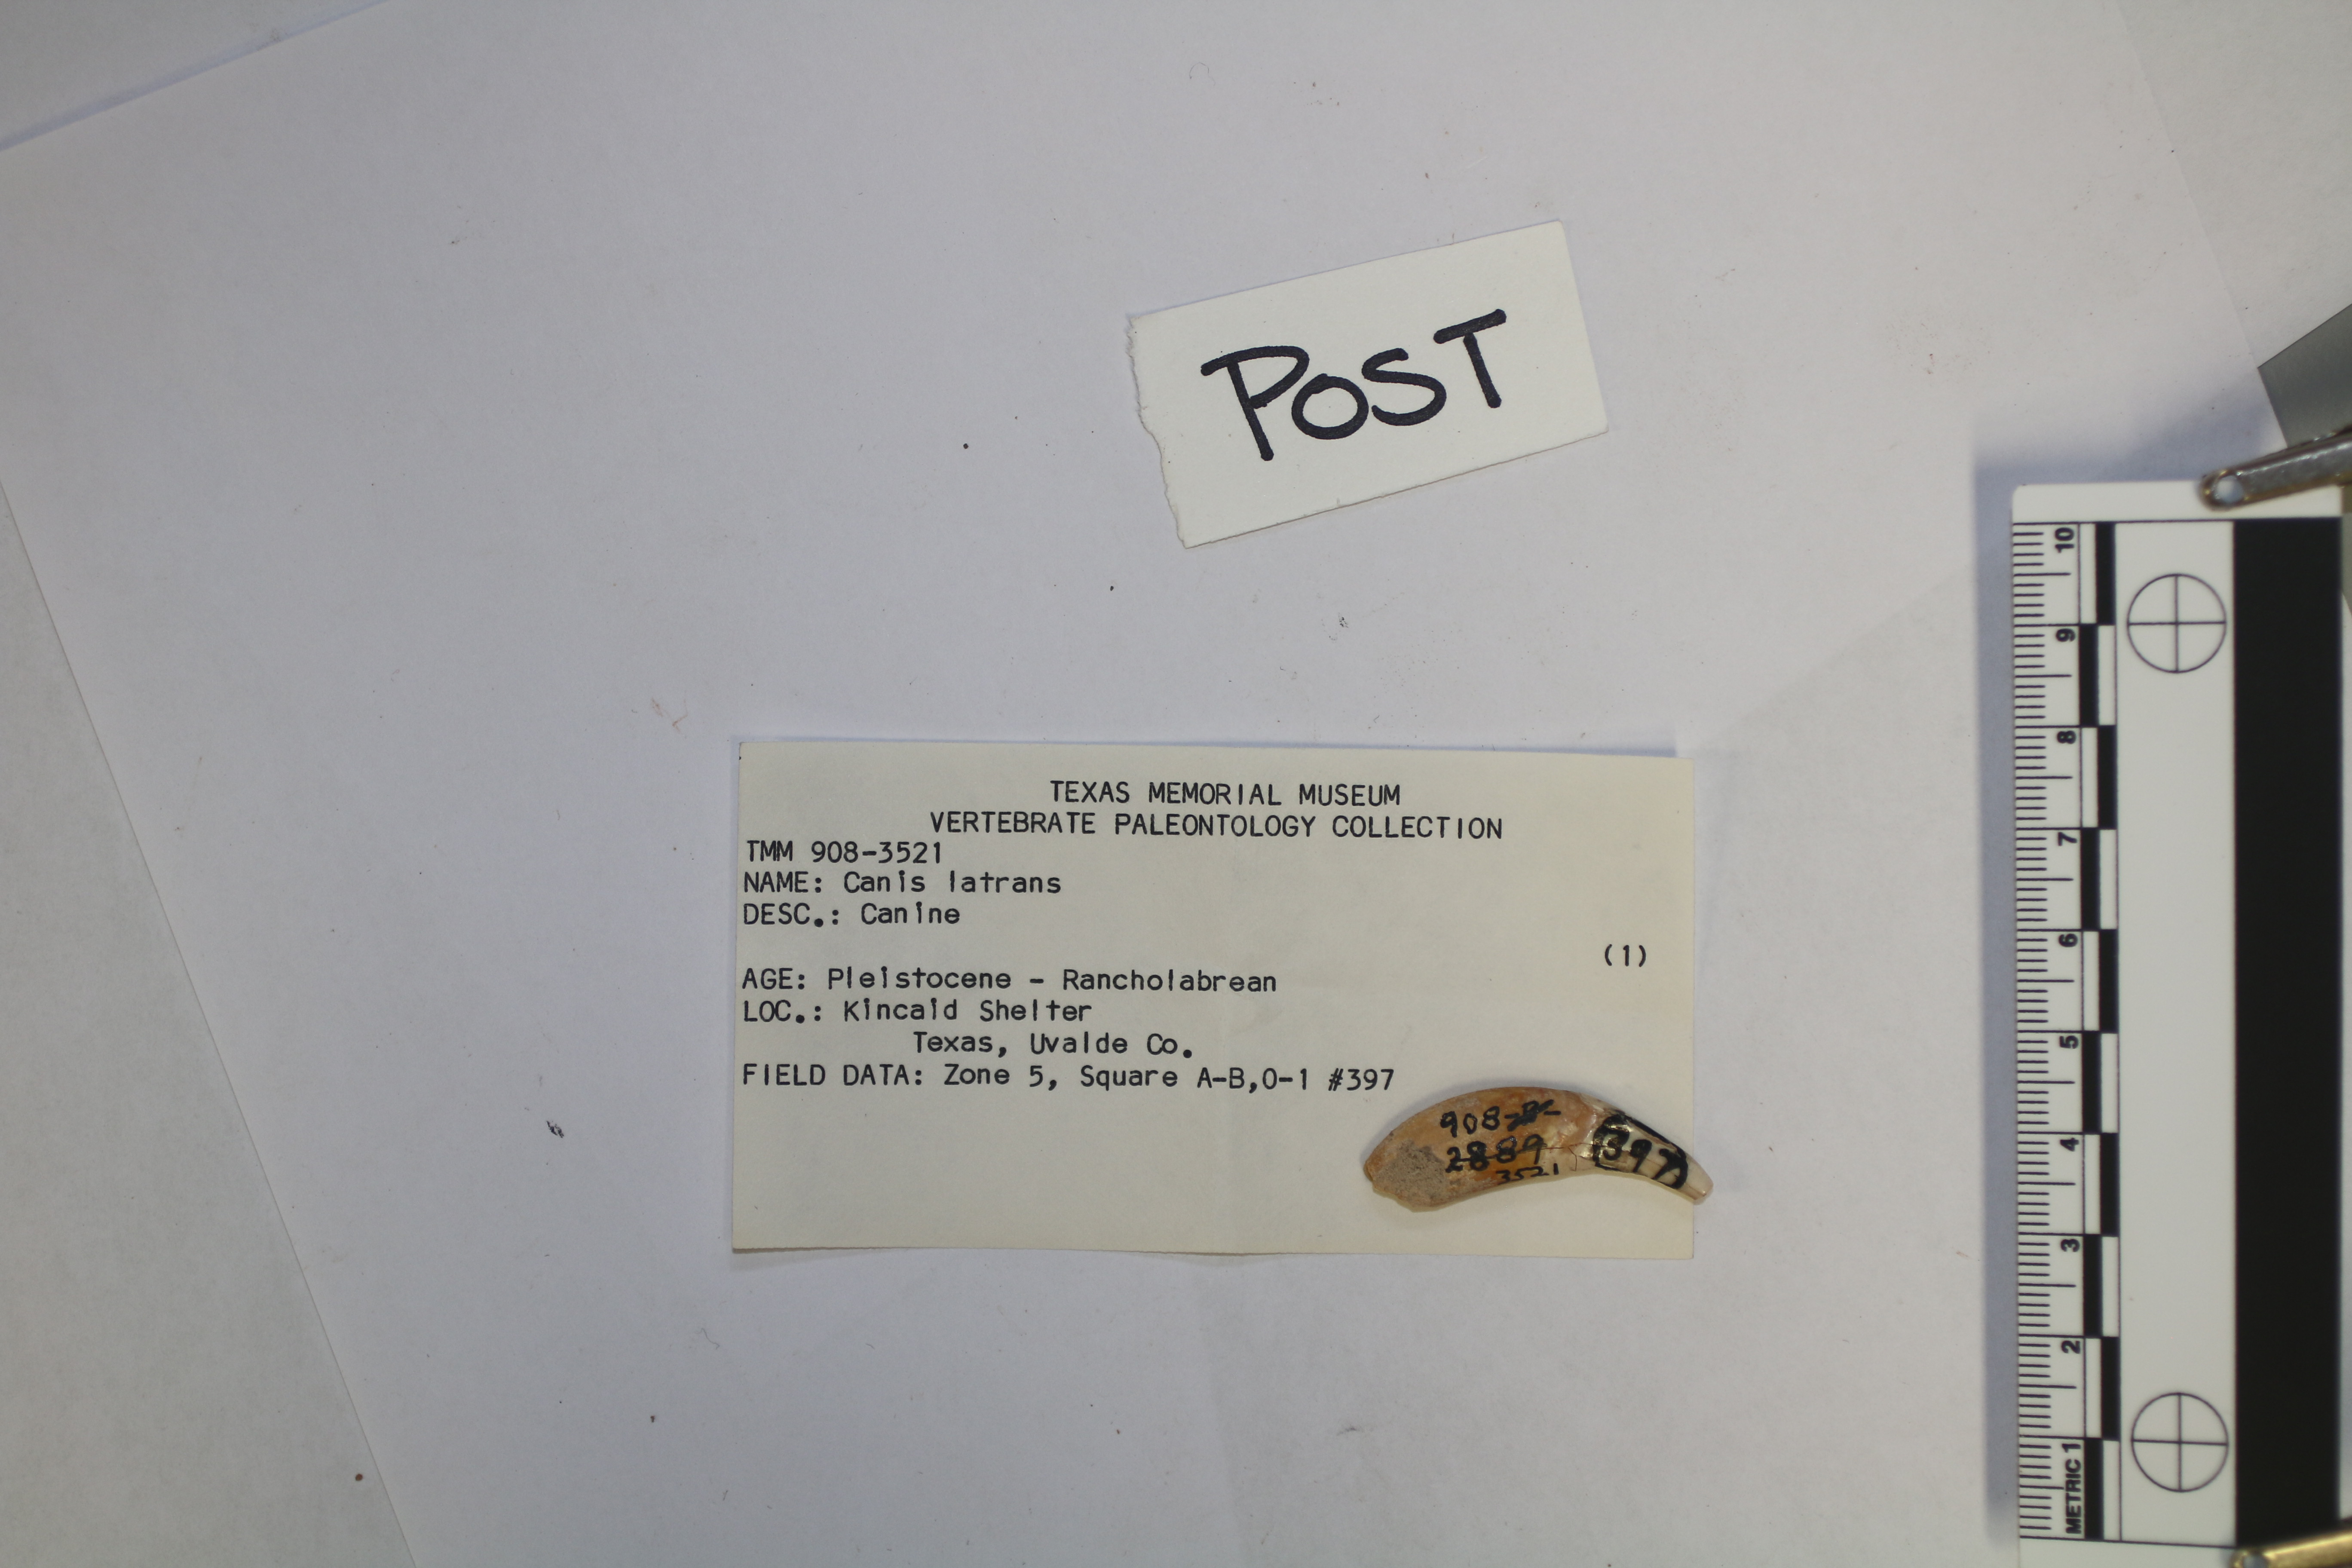 TEXAS MEMORIAL MUSEUM
VERTEBRATE PALEONTOLOGY COLLECTION
TMM 908-3521
NAME: Canis latrans
DESC.: Canine
(1)
AGE: Pleistocene - Rancholabrean
LOC.: Kincaid Shelter
Texas, Uvalde Co.
FIELD DATA: Zone 5, Square A-B,0-1 #397
908-
2889
3521
397
POST
METRIC 1 2 3 4 5 6 7 8 9 10